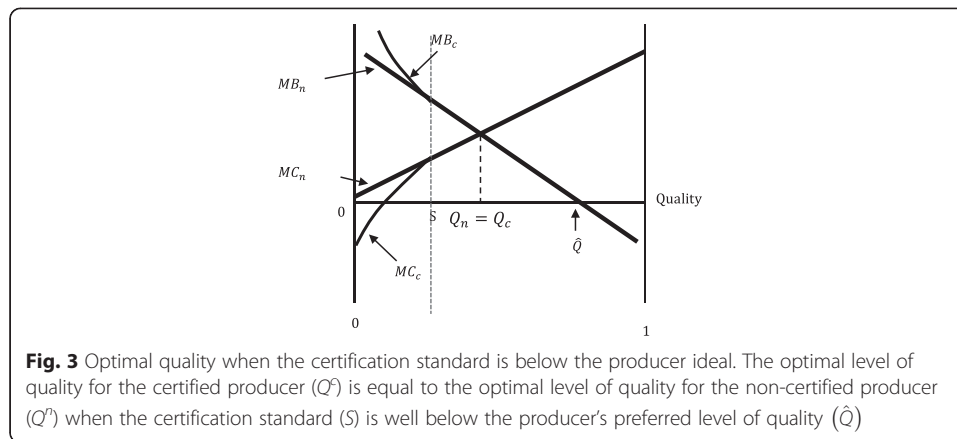 MB_c
MB_n
MC_n
0
S
Q_n = Q_c
Quality
Q̂
MC_c
0
1
Fig. 3 Optimal quality when the certification standard is below the producer ideal. The optimal level of
quality for the certified producer (Q^c) is equal to the optimal level of quality for the non-certified producer
(Q^n) when the certification standard (S) is well below the producer's preferred level of quality (Q̂)